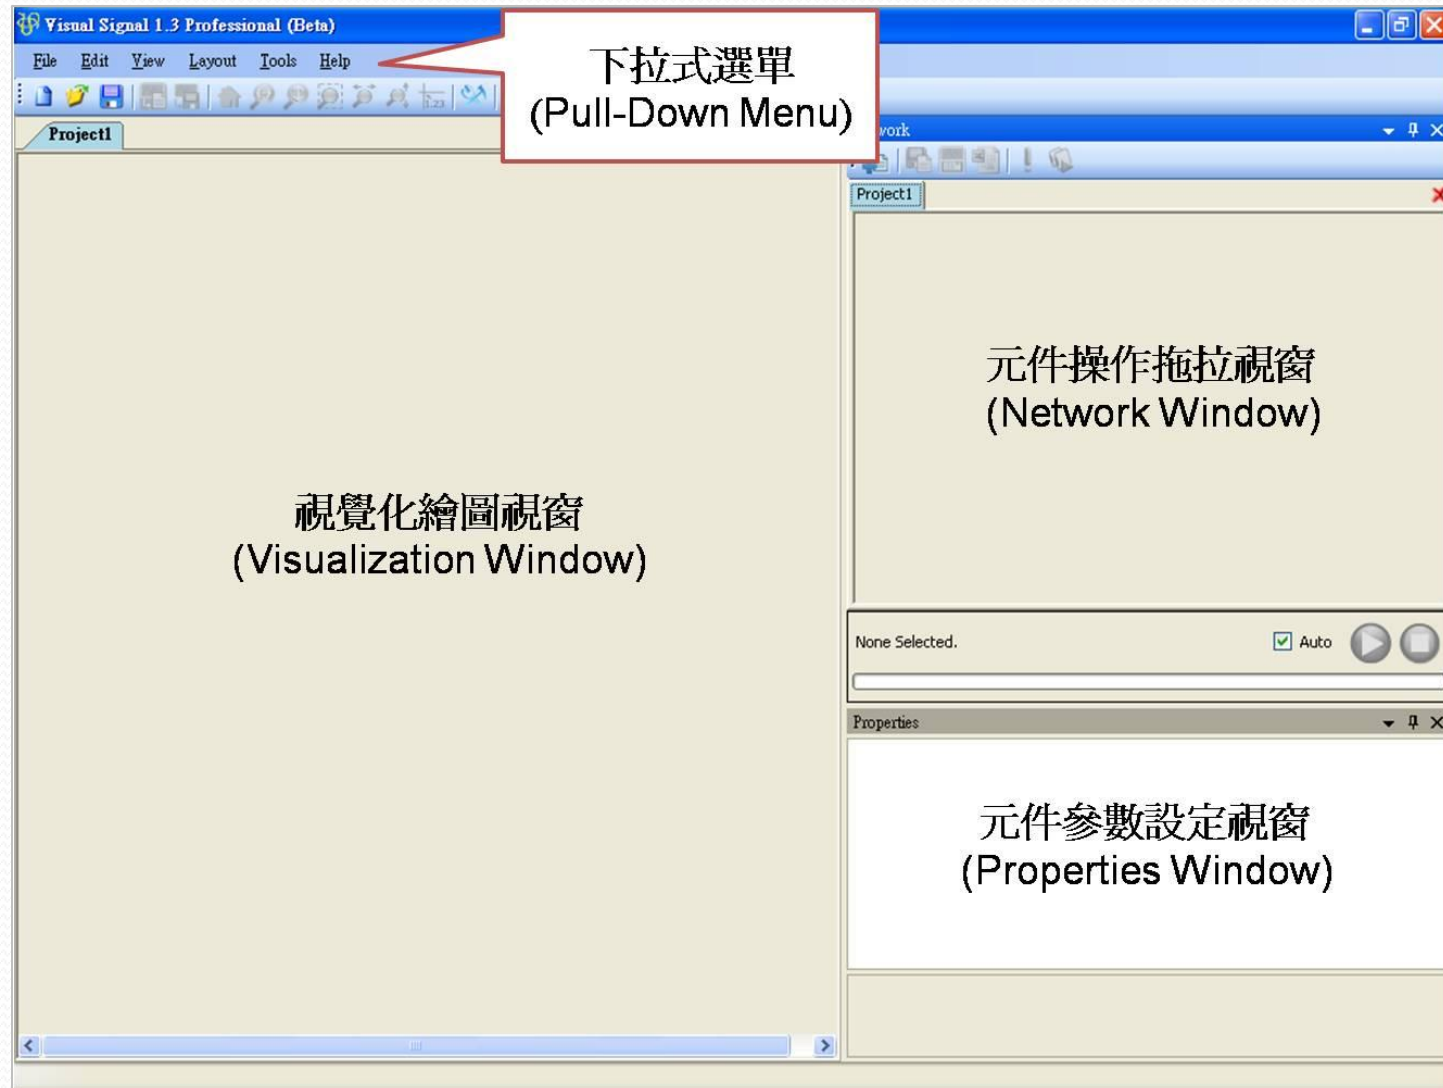 Visual Signal 1.3 Professional (Beta)
File Edit View Layout Tools Help
下拉式選單
(Pull-Down Menu)
Project1
work
Project1
元件操作拖拉視窗
(Network Window)
視覺化繪圖視窗
(Visualization Window)
None Selected.
Auto
Properties
元件參數設定視窗
(Properties Window)